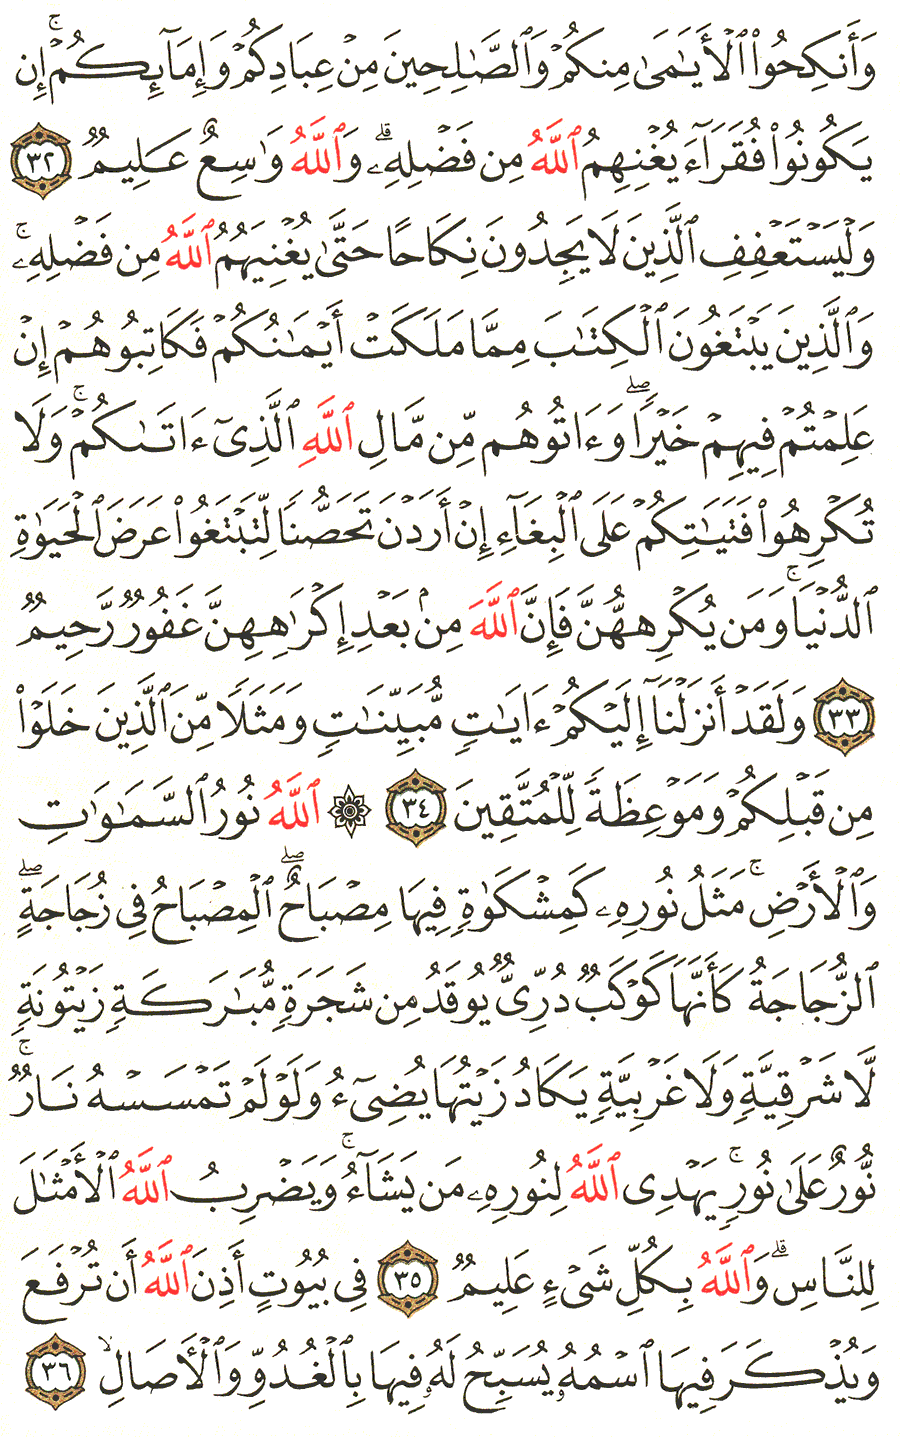 وَأَنكِحُوا۟ ٱلْأَيَـٰمَىٰ مِنكُمْ وَٱلصَّـٰلِحِينَ مِنْ عِبَادِكُمْ وَإِمَآئِكُمْ ۚ إِن
يَكُونُوا۟ فُقَرَآءَ يُغْنِهِمُ ٱللَّهُ مِن فَضْلِهِۦ ۗ وَٱللَّهُ وَٰسِعٌ عَلِيمٌ ٣٢
وَلْيَسْتَعْفِفِ ٱلَّذِينَ لَا يَجِدُونَ نِكَاحًا حَتَّىٰ يُغْنِيَهُمُ ٱللَّهُ مِن فَضْلِهِۦ ۗ
وَٱلَّذِينَ يَبْتَغُونَ ٱلْكِتَـٰبَ مِمَّا مَلَكَتْ أَيْمَـٰنُكُمْ فَكَاتِبُوهُمْ إِنْ
عَلِمْتُمْ فِيهِمْ خَيْرًا ۖ وَءَاتُوهُم مِّن مَّالِ ٱللَّهِ ٱلَّذِىٓ ءَاتَـٰكُمْ ۚ وَلَا
تُكْرِهُوا۟ فَتَيَـٰتِكُمْ عَلَى ٱلْبِغَآءِ إِنْ أَرَدْنَ تَحَصُّنًا لِّتَبْتَغُوا۟ عَرَضَ ٱلْحَيَوٰةِ
ٱلدُّنْيَا ۚ وَمَن يُكْرِههُّنَّ فَإِنَّ ٱللَّهَ مِنۢ بَعْدِ إِكْرَٰهِهِنَّ غَفُورٌ رَّحِيمٌ
٣٣ وَلَقَدْ أَنزَلْنَآ إِلَيْكُمْ ءَايَـٰتٍ مُّبَيِّنَـٰتٍ وَمَثَلًا مِّنَ ٱلَّذِينَ خَلَوْا۟
مِن قَبْلِكُمْ وَمَوْعِظَةً لِّلْمُتَّقِينَ ٣٤ ۞ ٱللَّهُ نُورُ ٱلسَّمَـٰوَٰتِ
وَٱلْأَرْضِ ۚ مَثَلُ نُورِهِۦ كَمِشْكَوٰةٍ فِيهَا مِصْبَاحٌ ۖ ٱلْمِصْبَاحُ فِى زُجَاجَةٍ ۖ
ٱلزُّجَاجَةُ كَأَنَّهَا كَوْكَبٌ دُرِّىٌّ يُوقَدُ مِن شَجَرَةٍ مُّبَـٰرَكَةٍ زَيْتُونَةٍ
لَّا شَرْقِيَّةٍ وَلَا غَرْبِيَّةٍ يَكَادُ زَيْتُهَا يُضِىٓءُ وَلَوْ لَمْ تَمْسَسْهُ نَارٌ ۚ
نُّورٌ عَلَىٰ نُورٍ ۗ يَهْدِى ٱللَّهُ لِنُورِهِۦ مَن يَشَآءُ ۚ وَيَضْرِبُ ٱللَّهُ ٱلْأَمْثَـٰلَ
لِلنَّاسِ ۗ وَٱللَّهُ بِكُلِّ شَىْءٍ عَلِيمٌ ٣٥ فِى بُيُوتٍ أَذِنَ ٱللَّهُ أَن تُرْفَعَ
وَيُذْكَرَ فِيهَا ٱسْمُهُۥ يُسَبِّحُ لَهُۥ فِيهَا بِٱلْغُدُوِّ وَٱلْـَٔاصَالِ ۙ ٣٦